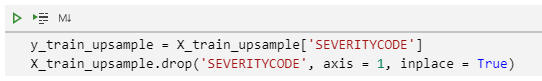 M↓
y_train_upsample = X_train_upsample['SEVERITYCODE']
X_train_upsample.drop('SEVERITYCODE', axis = 1, inplace = True)